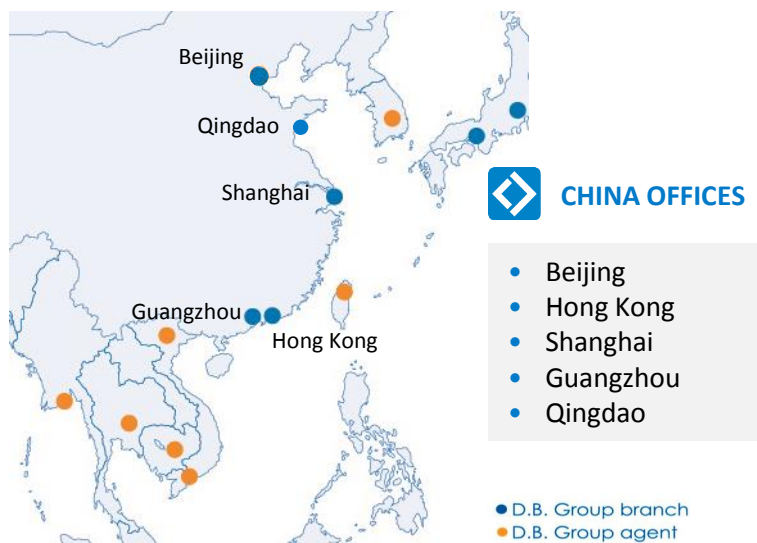 Beijing
Qingdao
Shanghai
Guangzhou
Hong Kong
CHINA OFFICES
• Beijing
• Hong Kong
• Shanghai
• Guangzhou
• Qingdao
D.B. Group branch
D.B. Group agent